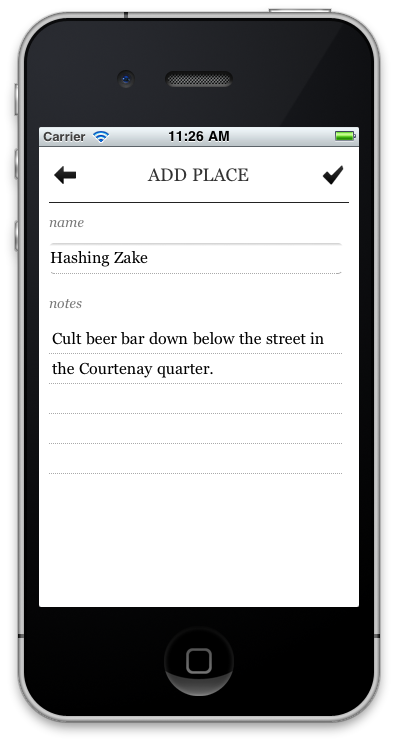 Carrier 11:26 AM
ADD PLACE
name
Hashing Zake
notes
Cult beer bar down below the street in
the Courtenay quarter.